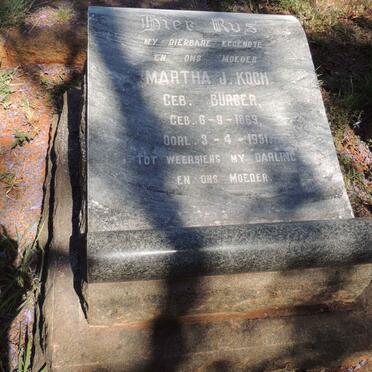 HIER RUS
MY DIERBARE EGGENOTE
EN ONS MOEDER
MARTHA J. KOCH
GEB. BÜRGER,
GEB. 6-9-1869
OORL. 3-4-1951.
TOT WEERSIENS MY DARLING
EN ONS MOEDER